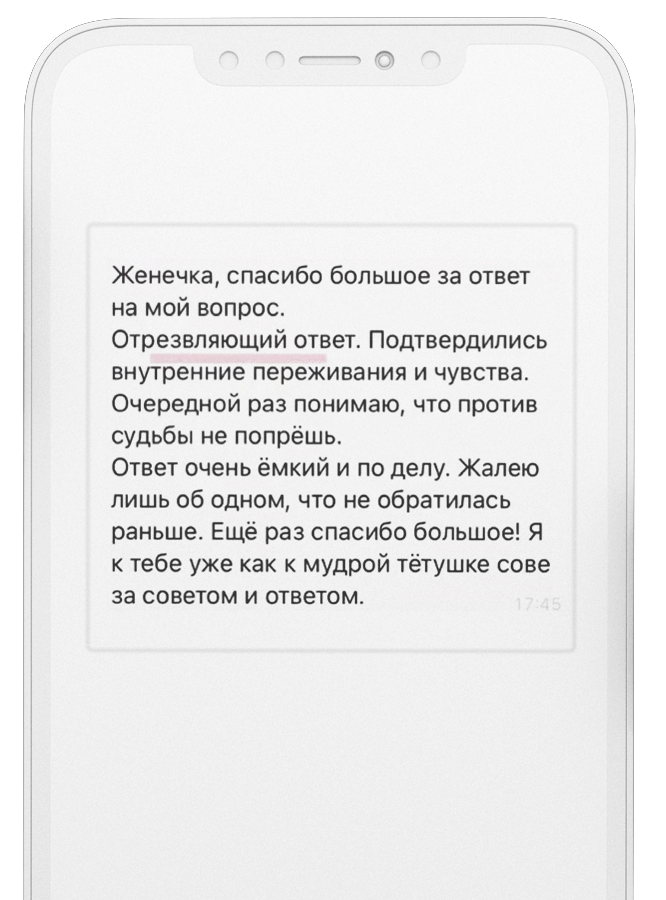 Женечка, спасибо большое за ответ
на мой вопрос.
Отрезвляющий ответ. Подтвердились
внутренние переживания и чувства.
Очередной раз понимаю, что против
судьбы не попрёшь.
Ответ очень ёмкий и по делу. Жалею
лишь об одном, что не обратилась
раньше. Ещё раз спасибо большое! Я
к тебе уже как к мудрой тётушке сове
за советом и ответом.
17:45